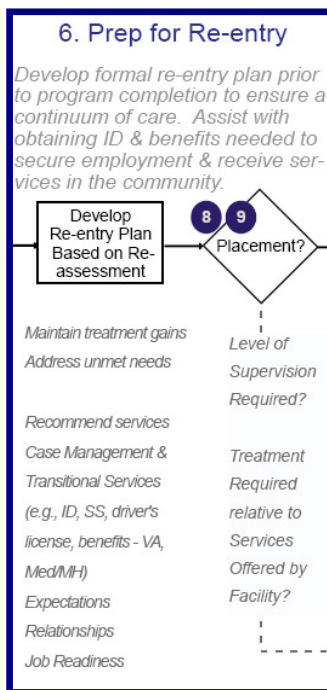 6. Prep for Re-entry
Develop formal re-entry plan prior
to program completion to ensure a
continuum of care.  Assist with
obtaining ID & benefits needed to
secure employment & receive ser-
vices in the community.
Develop
Re-entry Plan
Based on Re-
assessment
8 9
Placement?
Maintain treatment gains
Address unmet needs
Recommend services
Case Management &
Transitional Services
(e.g., ID, SS, driver's
license, benefits - VA,
Med/MH)
Expectations
Relationships
Job Readiness
Level of
Supervision
Required?
Treatment
Required
relative to
Services
Offered by
Facility?